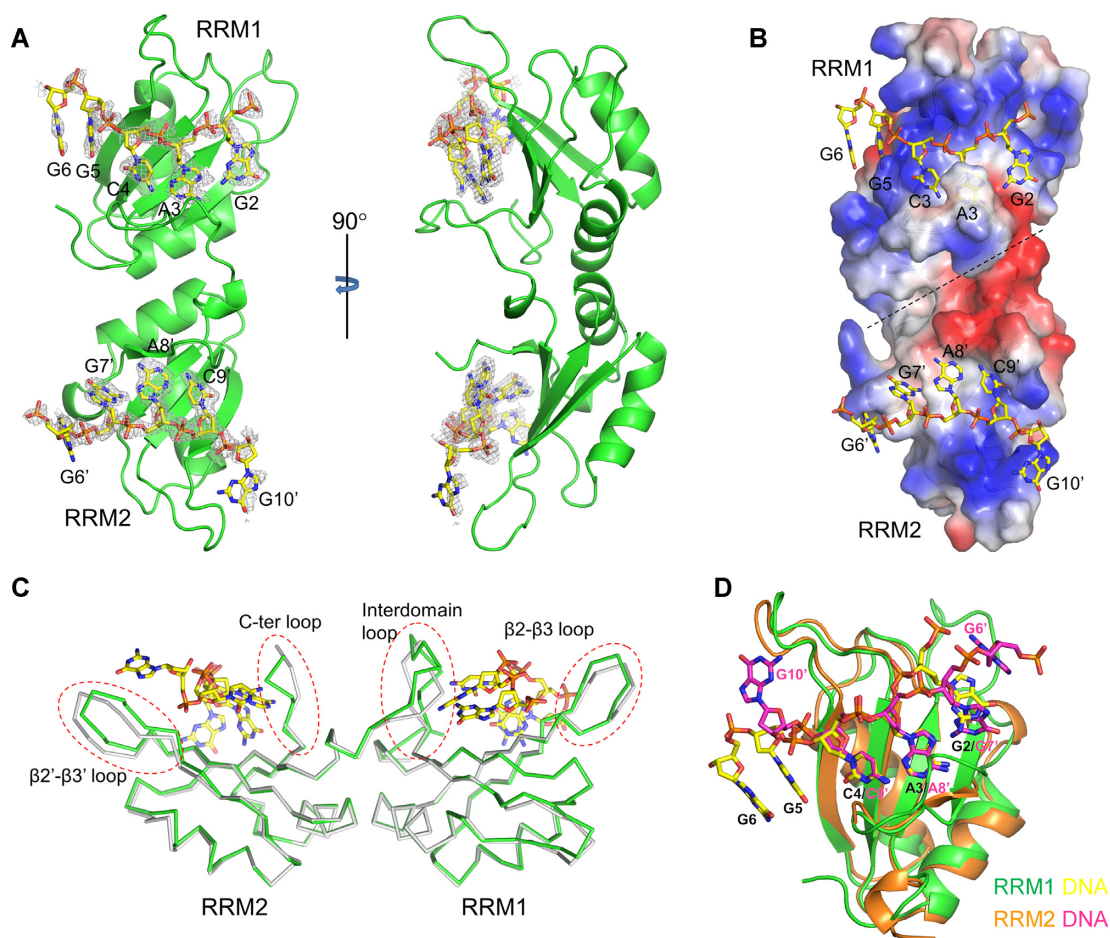 A
RRM1
G6
G5
C4
A3
G2
90°
A8'
G7'
C9'
G6'
G10'
RRM2
B
RRM1
G6
G5
C3
A3
G2
A8'
G7'
C9'
G6'
G10'
RRM2
C
C-ter loop
Interdomain
loop
β2-β3 loop
β2'-β3' loop
RRM2
RRM1
D
G6'
G10'
G2/G7'
C4/C9'
A3/A8'
G5
G6
RRM1 DNA
RRM2 DNA